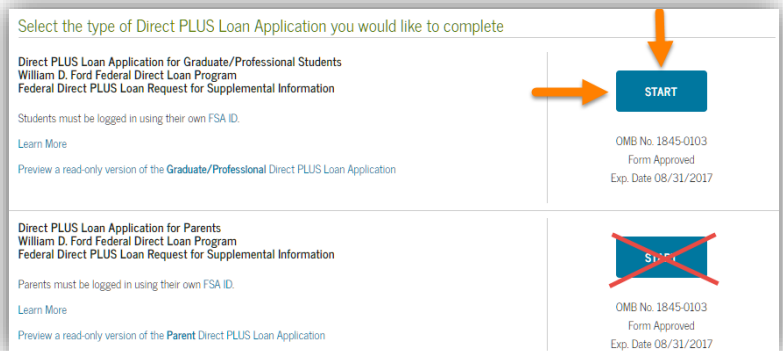 Select the type of Direct PLUS Loan Application you would like to complete
Direct PLUS Loan Application for Graduate/Professional Students
William D. Ford Federal Direct Loan Program
Federal Direct PLUS Loan Request for Supplemental Information
Students must be logged in using their own FSA ID.
Learn More
Preview a read-only version of the Graduate/Professional Direct PLUS Loan Application
START
OMB No. 1845-0103
Form Approved
Exp. Date 08/31/2017
Direct PLUS Loan Application for Parents
William D. Ford Federal Direct Loan Program
Federal Direct PLUS Loan Request for Supplemental Information
Parents must be logged in using their own FSA ID.
Learn More
Preview a read-only version of the Parent Direct PLUS Loan Application
START
OMB No. 1845-0103
Form Approved
Exp. Date 08/31/2017